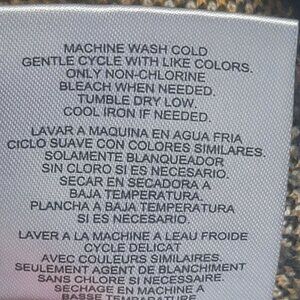 MACHINE WASH COLD
GENTLE CYCLE WITH LIKE COLORS.
ONLY NON-CHLORINE
BLEACH WHEN NEEDED.
TUMBLE DRY LOW.
COOL IRON IF NEEDED.
LAVAR A MAQUINA EN AGUA FRIA
CICLO SUAVE CON COLORES SIMILARES.
SOLAMENTE BLANQUEADOR
SIN CLORO SI ES NECESARIO.
SECAR EN SECADORA A
BAJA TEMPERATURA.
PLANCHA A BAJA TEMPERATURA
SI ES NECESARIO.
LAVER A LA MACHINE A L'EAU FROIDE
CYCLE DELICAT
AVEC COULEURS SIMILAIRES.
SEULEMENT AGENT DE BLANCHIMENT
SANS CHLORE SI NECESSAIRE.
SECHAGE EN MACHINE A
BASSE TEMPARATURE